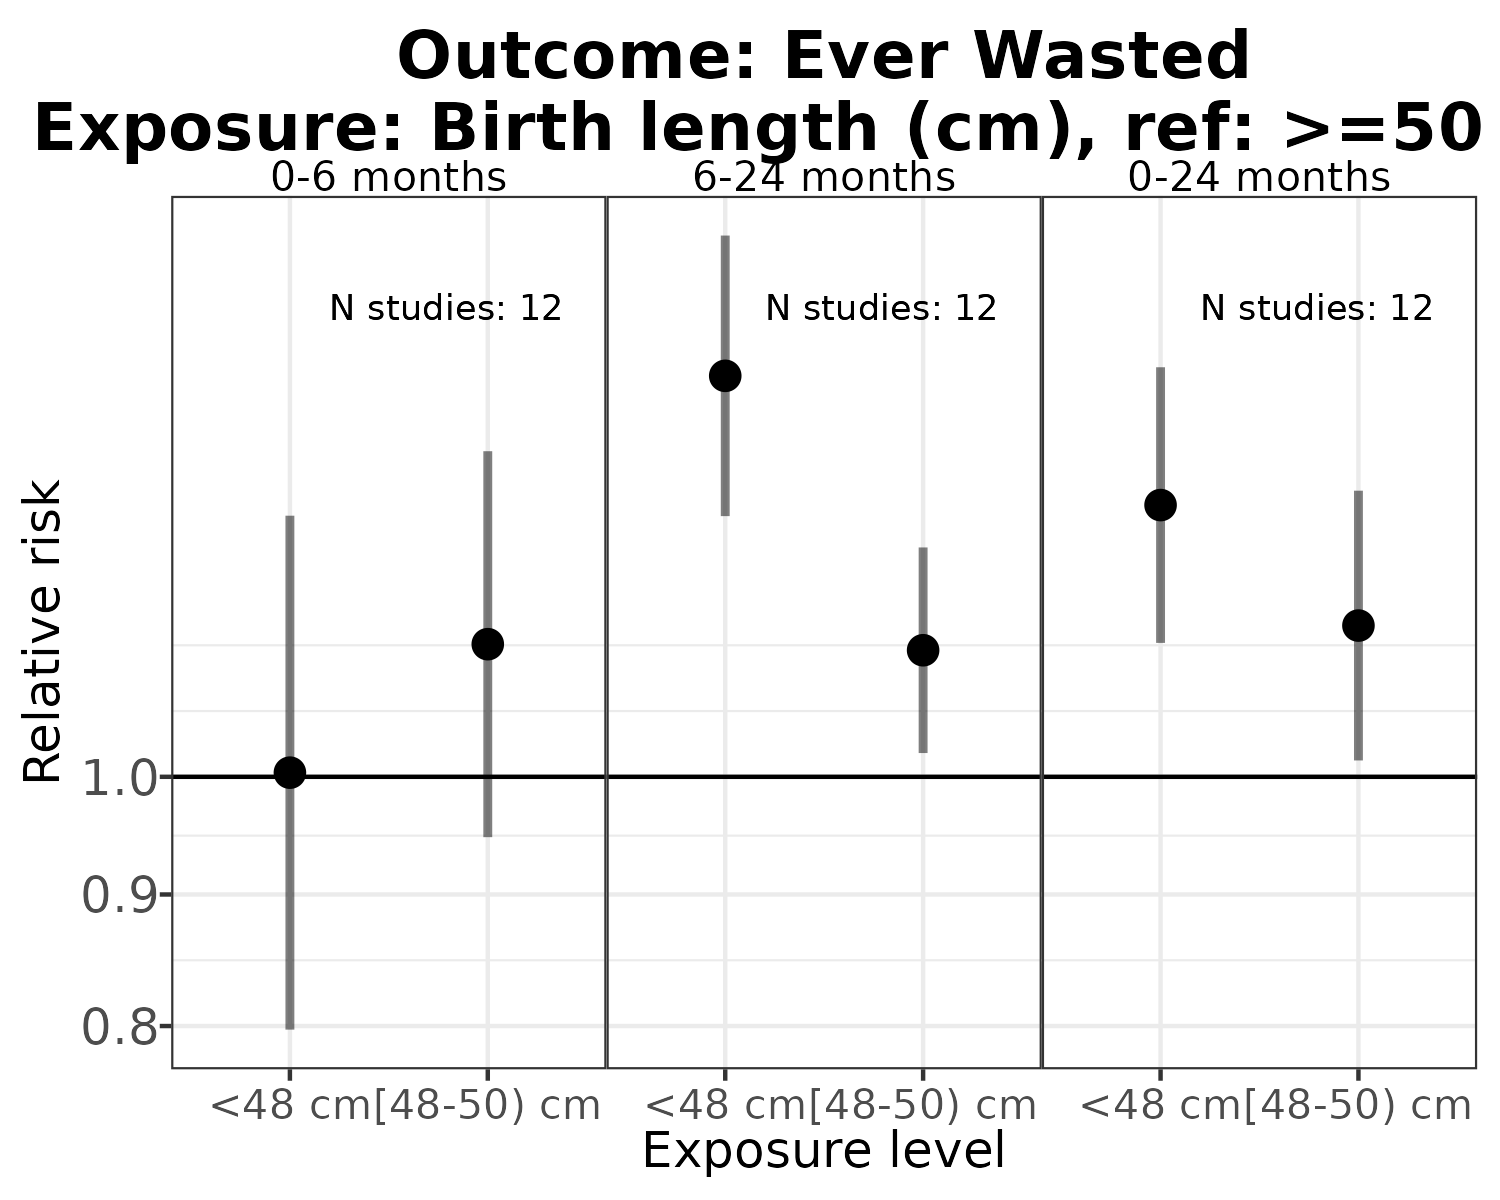 Outcome: Ever Wasted
Exposure: Birth length (cm), ref: >=50
0-6 months
6-24 months
0-24 months
N studies: 12
N studies: 12
N studies: 12
Relative risk
1.0
0.9
0.8
<48 cm
[48-50) cm
<48 cm
[48-50) cm
<48 cm
[48-50) cm
Exposure level